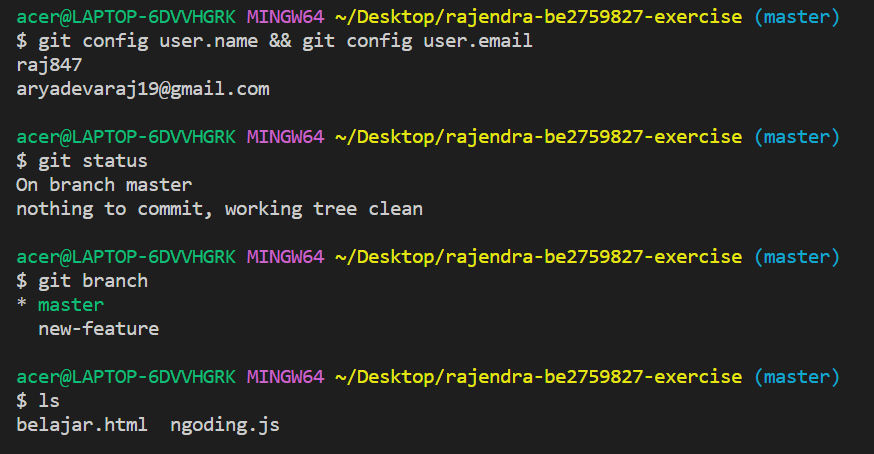 acer@LAPTOP-6DVVHGRK MINGW64 ~/Desktop/rajendra-be2759827-exercise (master)
$ git config user.name && git config user.email
raj847
aryadevaraj19@gmail.com
acer@LAPTOP-6DVVHGRK MINGW64 ~/Desktop/rajendra-be2759827-exercise (master)
$ git status
On branch master
nothing to commit, working tree clean
acer@LAPTOP-6DVVHGRK MINGW64 ~/Desktop/rajendra-be2759827-exercise (master)
$ git branch
* master
  new-feature
acer@LAPTOP-6DVVHGRK MINGW64 ~/Desktop/rajendra-be2759827-exercise (master)
$ ls
belajar.html  ngoding.js